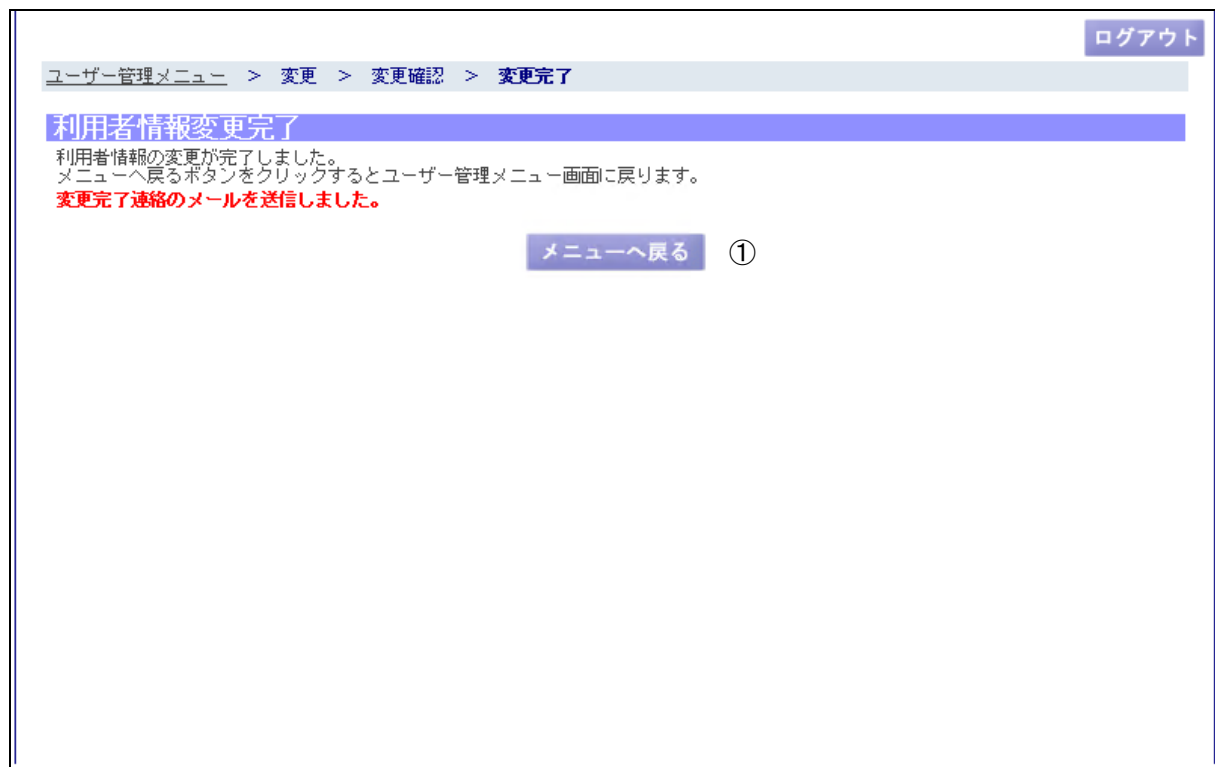 ログアウト
ユーザー管理メニュー > 変更 > 変更確認 > 変更完了
利用者情報変更完了
利用者情報の変更が完了しました。
メニューへ戻るボタンをクリックするとユーザー管理メニュー画面に戻ります。
変更完了連絡のメールを送信しました。
メニューへ戻る ①